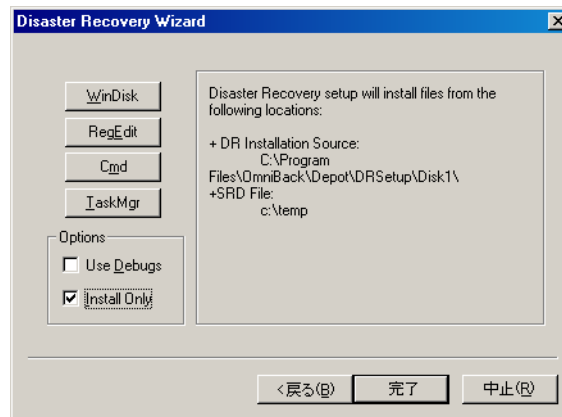 Disaster Recovery Wizard
WinDisk
RegEdit
Cmd
TaskMgr
Options
Use Debugs
Install Only
Disaster Recovery setup will install files from the
following locations:
+ DR Installation Source:
C:\Program
Files\OmniBack\Depot\DRSetup\Disk1\
+SRD File:
c:\temp
<戻る(B)
完了
中止(R)